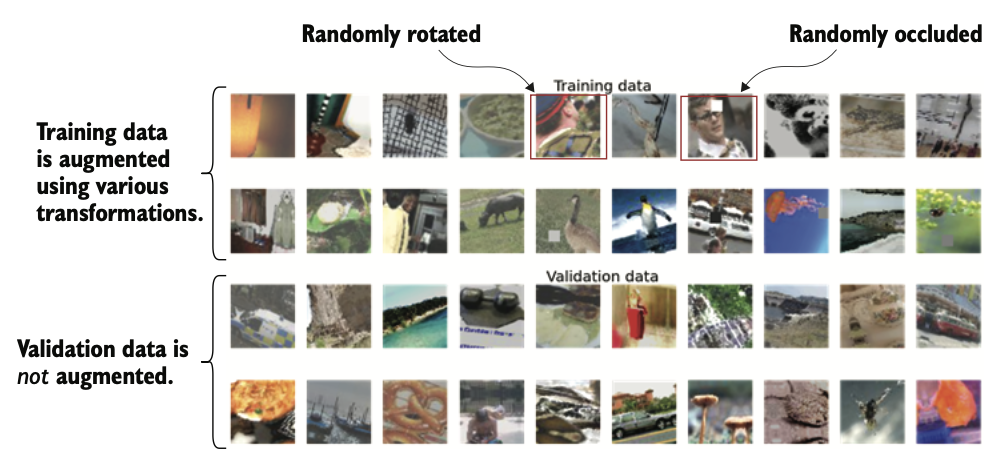 Randomly rotated
Randomly occluded
Training data
Training data
is augmented
using various
transformations.
Validation data
Validation data is
not augmented.